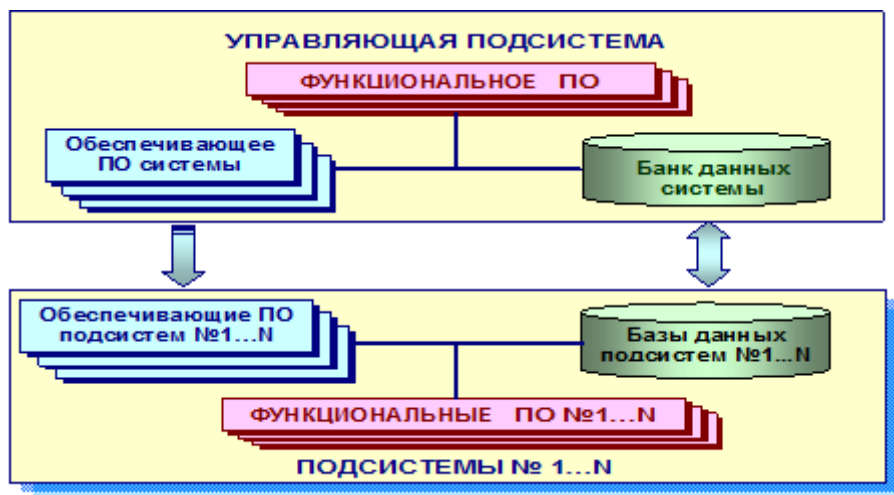 УПРАВЛЯЮЩАЯ ПОДСИСТЕМА
ФУНКЦИОНАЛЬНОЕ ПО
Обеспечивающее
ПО системы
Банк данных
системы
Обеспечивающие ПО
подсистем №1...N
Базы данных
подсистем №1...N
ФУНКЦИОНАЛЬНЫЕ ПО №1...N
ПОДСИСТЕМЫ № 1...N